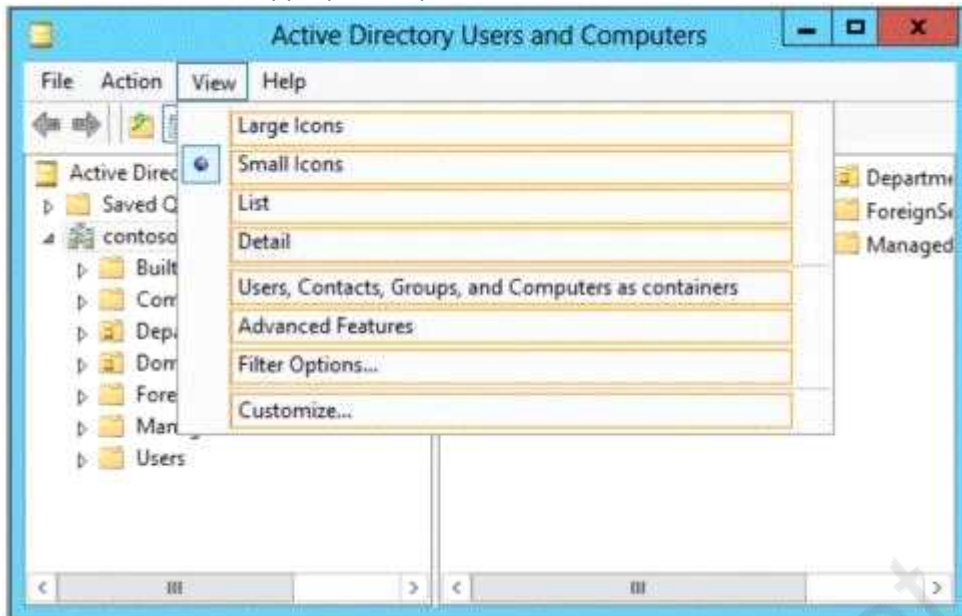 Active Directory Users and Computers
File Action View Help
Large Icons
Small Icons
List
Detail
Users, Contacts, Groups, and Computers as containers
Advanced Features
Filter Options...
Customize...
Active Direc
Saved Q
contoso
Built
Com
Depa
Dom
Fore
Man
Users
Departme
ForeignSe
Managed